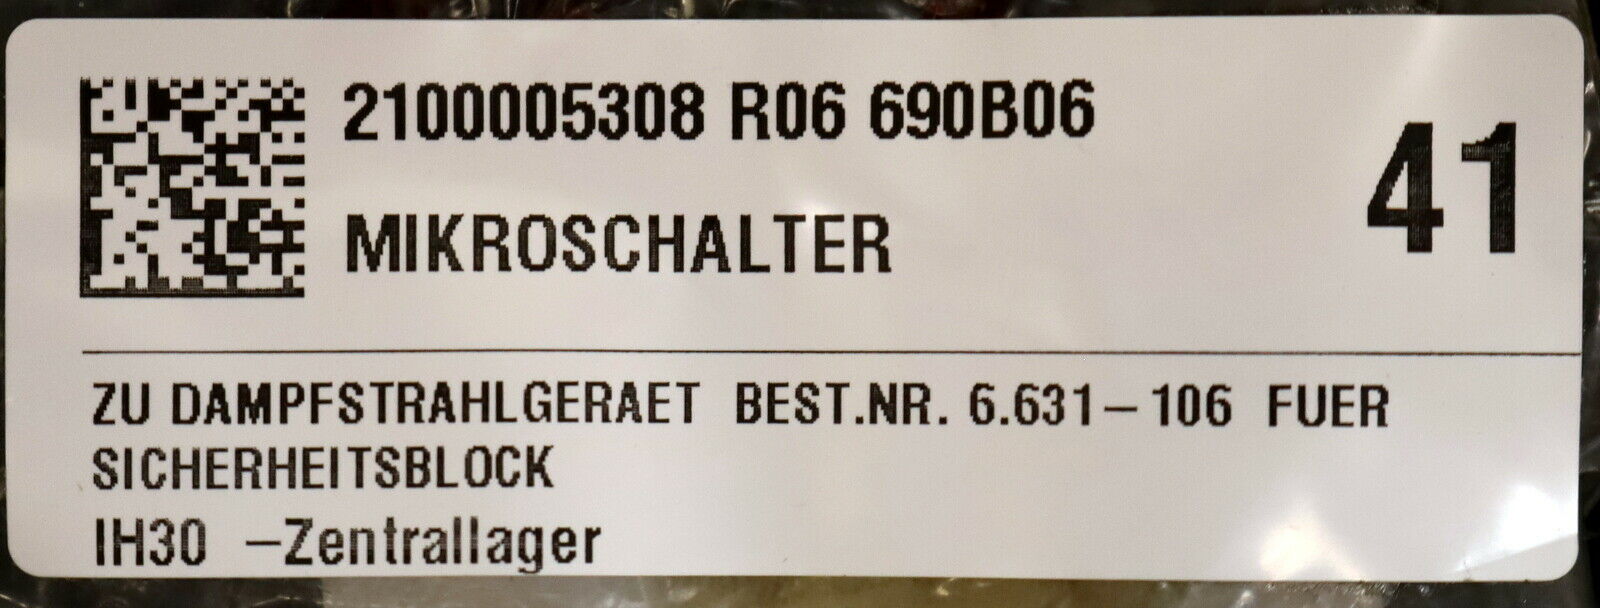 2100005308 R06 690B06
41
MIKROSCHALTER
ZU DAMPFSTRAHLGERAET BEST.NR. 6.631-106 FUER
SICHERHEITSBLOCK
IH30 -Zentrallager